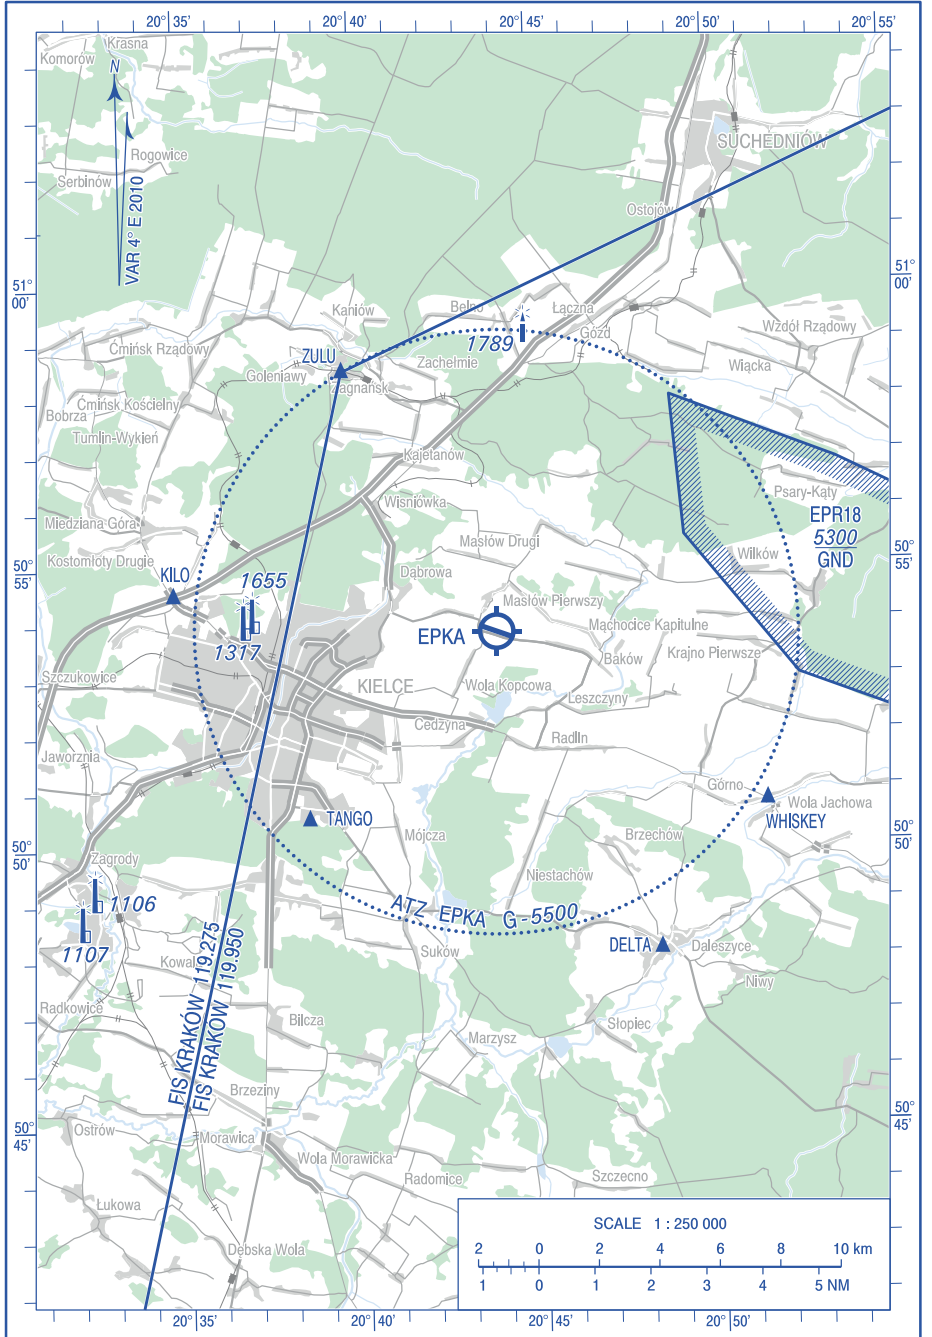 20° 35'
20° 40'
20° 45'
20° 50'
20° 55'
Krasna
Komorów
N
SUCHEDNIÓW
Rogowice
Serbinów
VAR 4° E 2010
Ostojów
51°
00'
51°
00'
Kaniów
Belno
Łączna
1789
Gózd
Wzdół Rządowy
Ćmińsk Rządowy
ZULU
Zachełmie
Wiącka
Goleniawy
Zagnańsk
Ćmińsk Kościelny
Bobrza
Tumlin-Wykień
Kajetanów
Psary-Kąty
Wiśniówka
EPR18
5300
GND
Miedziana Góra
Masłów Drugi
Wilków
50°
55'
Kostomłoty Drugie
50°
55'
KILO
1655
Dąbrowa
Masłów Pierwszy
Mąchocice Kapitulne
EPKA
1317
Baków
Krajno Pierwsze
Szczukowice
KIELCE
Wola Kopcowa
Leszczyny
Cedzyna
Radlin
Jaworznia
Górno
Wola Jachowa
TANGO
WHISKEY
Mójcza
Brzechów
50°
50'
50°
50'
Zagrody
Niestachów
1106
ATZ EPKA G-5500
1107
DELTA
Daleszyce
Suków
Kowal
Niwy
Radkowice
FIS KRAKÓW 119.275
FIS KRAKÓW 119.950
Bilcza
Słopiec
Marzysz
Brzeziny
50°
45'
50°
45'
Ostrów
Morawica
Wola Morawicka
Radomice
Szczecno
Łukowa
Dębska Wola
SCALE 1 : 250 000
2 0 2 4 6 8 10 km
1 0 1 2 3 4 5 NM
20° 35'
20° 40'
20° 45'
20° 50'